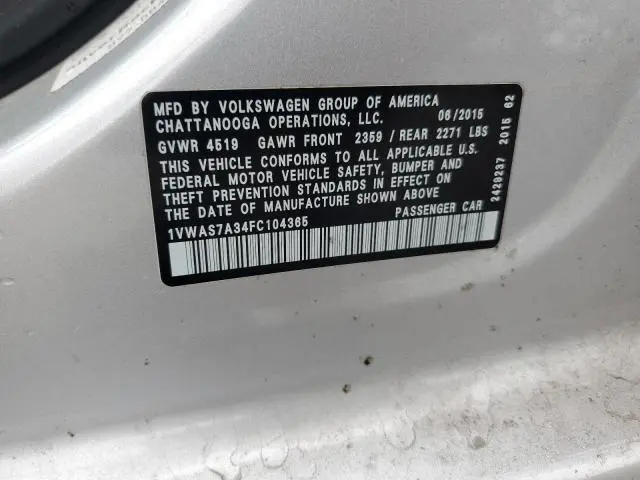 MFD BY VOLKSWAGEN GROUP OF AMERICA
CHATTANOOGA OPERATIONS, LLC. 06/2015
GVWR 4519 GAWR FRONT 2359 / REAR 2271 LBS
THIS VEHICLE CONFORMS TO ALL APPLICABLE U.S.
FEDERAL MOTOR VEHICLE SAFETY, BUMPER AND
THEFT PREVENTION STANDARDS IN EFFECT ON
THE DATE OF MANUFACTURE SHOWN ABOVE
1VWAS7A34FC104365 PASSENGER CAR
2429237 2015 62